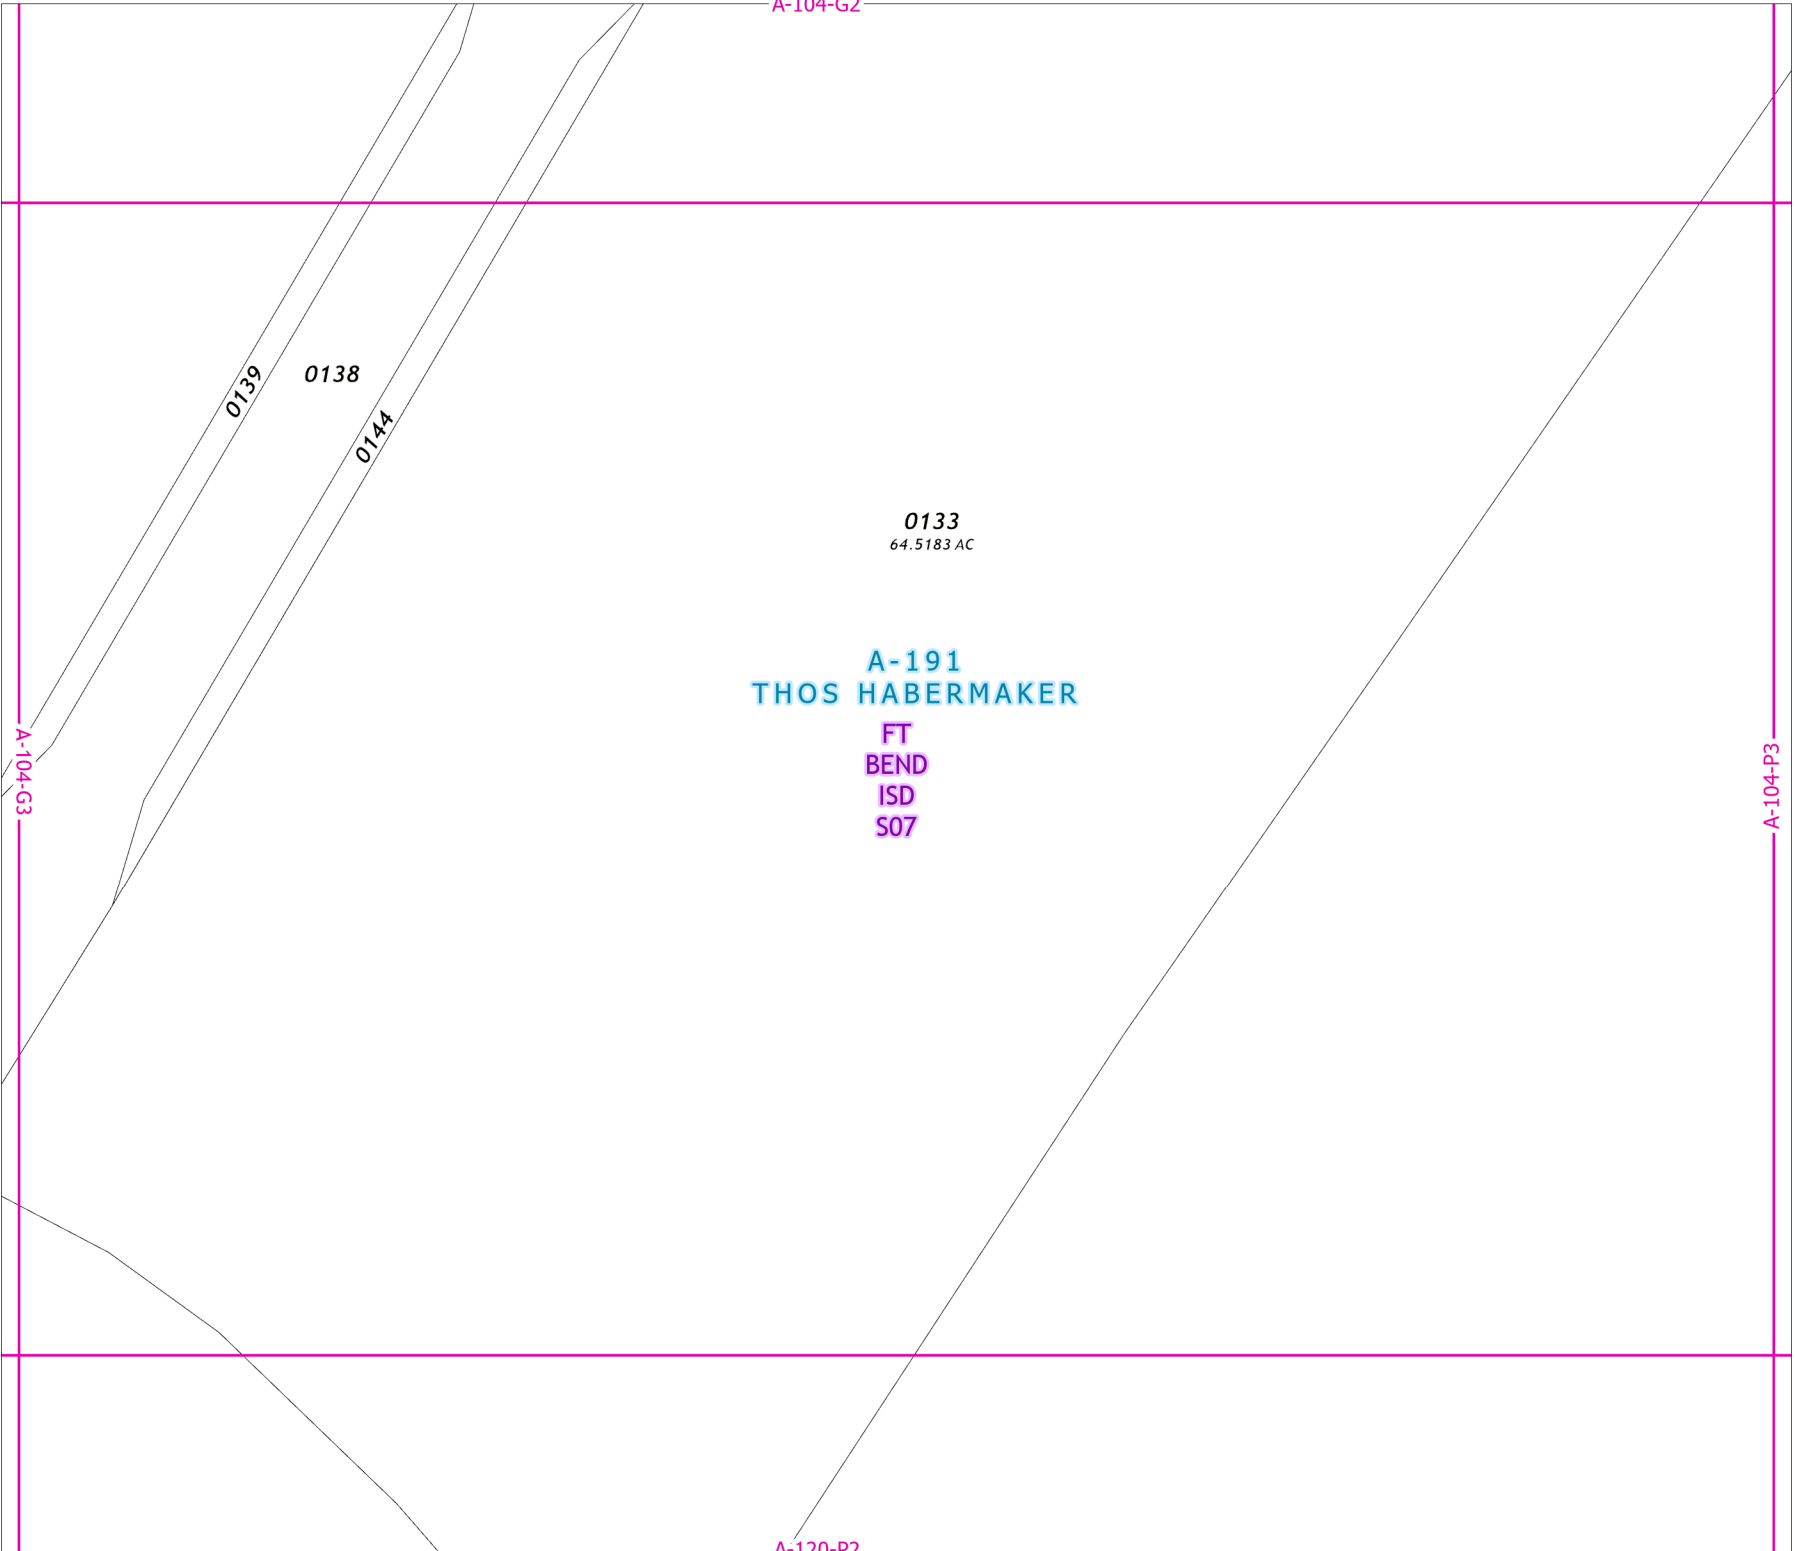 A-104-G2
0139
0138
0144
0133
64.5183 AC
A-191
THOS HABERMAKER
FT
BEND
ISD
S07
A-104-G3
A-104-P3
A-120-P2